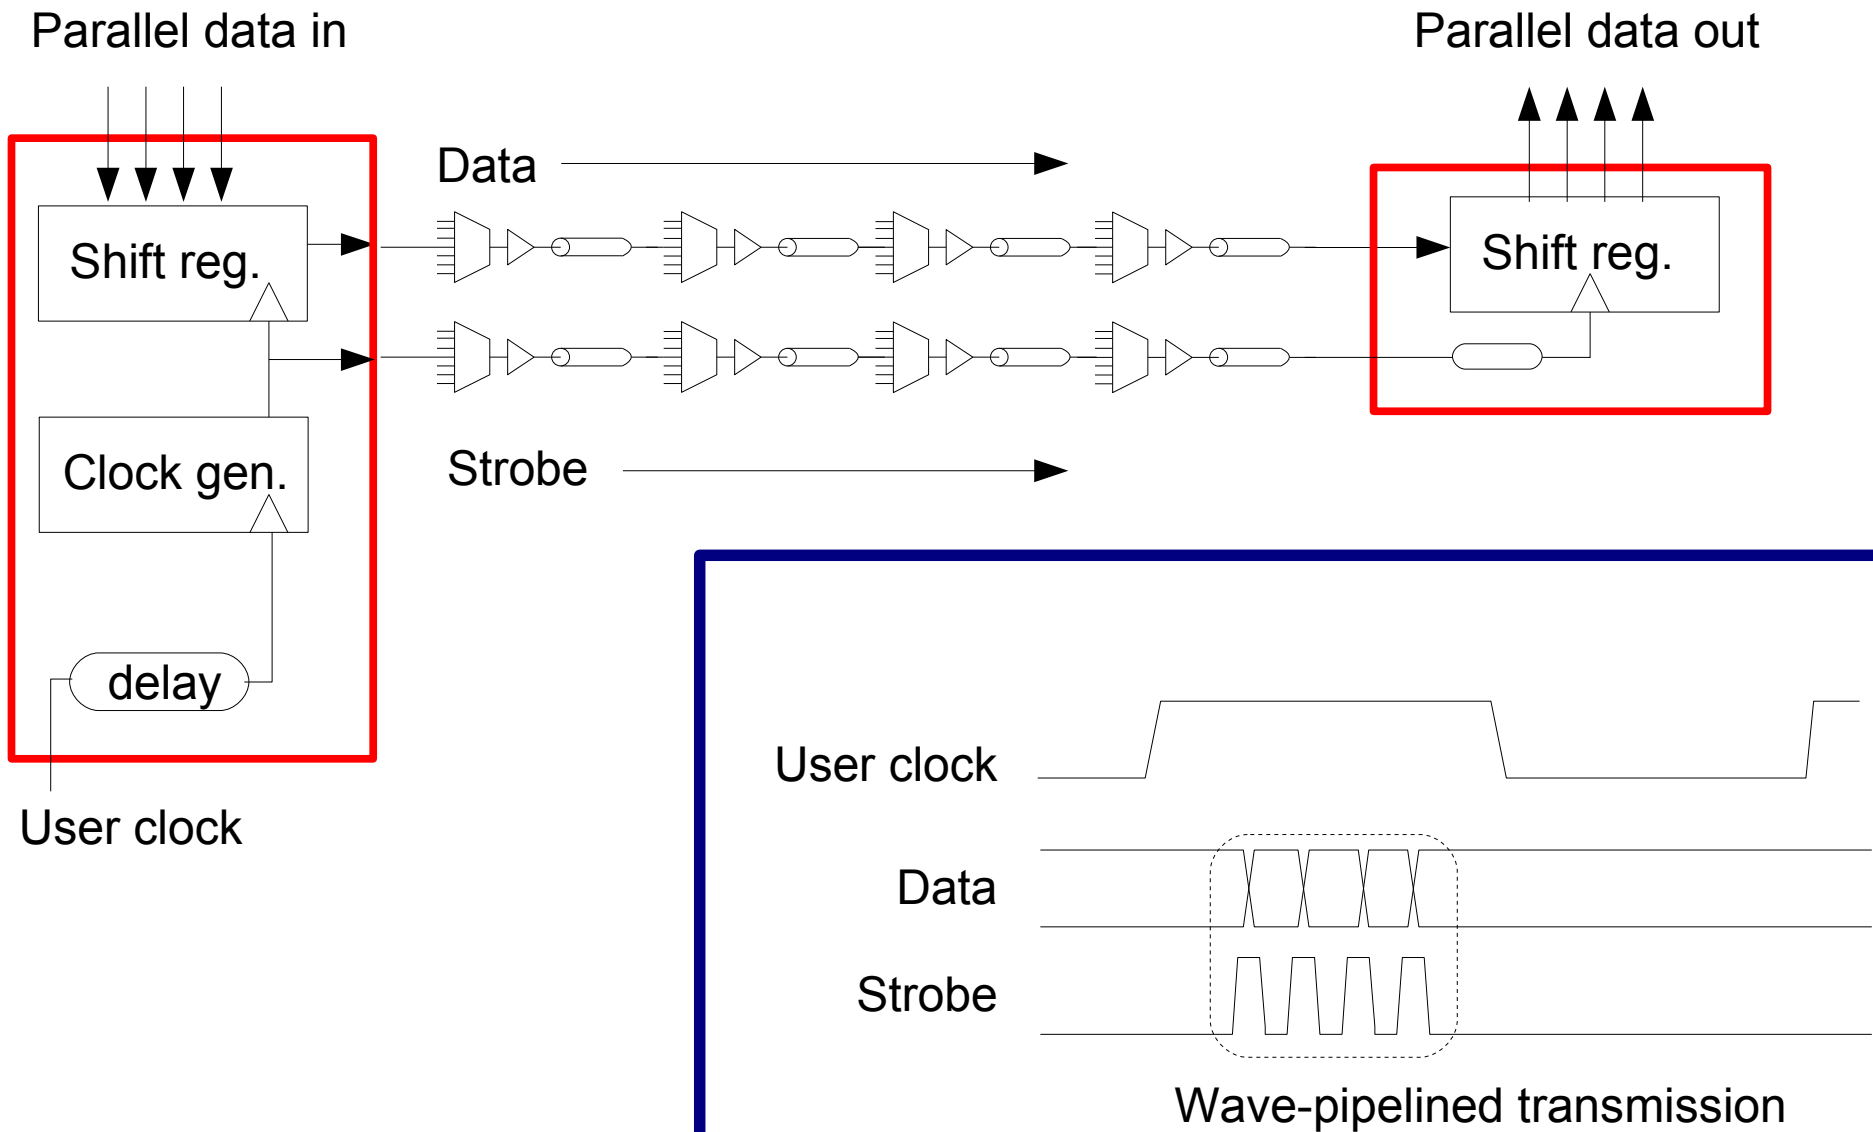 Parallel data in
Parallel data out
Data
Shift reg.
Shift reg.
Clock gen.
Strobe
delay
User clock
User clock
Data
Strobe
Wave-pipelined transmission